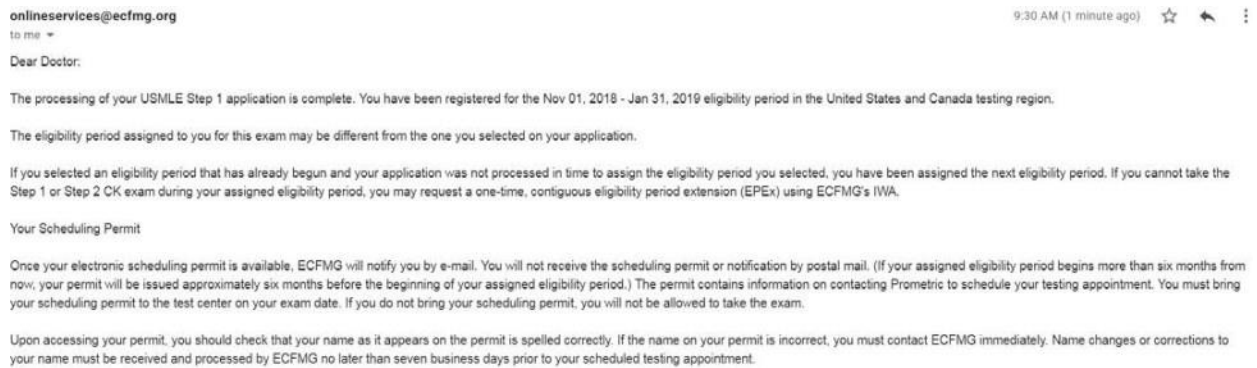 onlineservices@ecfmg.org
9:30 AM (1 minute ago)
to me
Dear Doctor:
The processing of your USMLE Step 1 application is complete. You have been registered for the Nov 01, 2018 - Jan 31, 2019 eligibility period in the United States and Canada testing region.
The eligibility period assigned to you for this exam may be different from the one you selected on your application.
If you selected an eligibility period that has already begun and your application was not processed in time to assign the eligibility period you selected, you have been assigned the next eligibility period. If you cannot take the
Step 1 or Step 2 CK exam during your assigned eligibility period, you may request a one-time, contiguous eligibility period extension (EPEx) using ECFMG's IWA.
Your Scheduling Permit
Once your electronic scheduling permit is available, ECFMG will notify you by e-mail. You will not receive the scheduling permit or notification by postal mail. (If your assigned eligibility period begins more than six months from
now, your permit will be issued approximately six months before the beginning of your assigned eligibility period.) The permit contains information on contacting Prometric to schedule your testing appointment. You must bring
your scheduling permit to the test center on your exam date. If you do not bring your scheduling permit, you will not be allowed to take the exam.
Upon accessing your permit, you should check that your name as it appears on the permit is spelled correctly. If the name on your permit is incorrect, you must contact ECFMG immediately. Name changes or corrections to
your name must be received and processed by ECFMG no later than seven business days prior to your scheduled testing appointment.